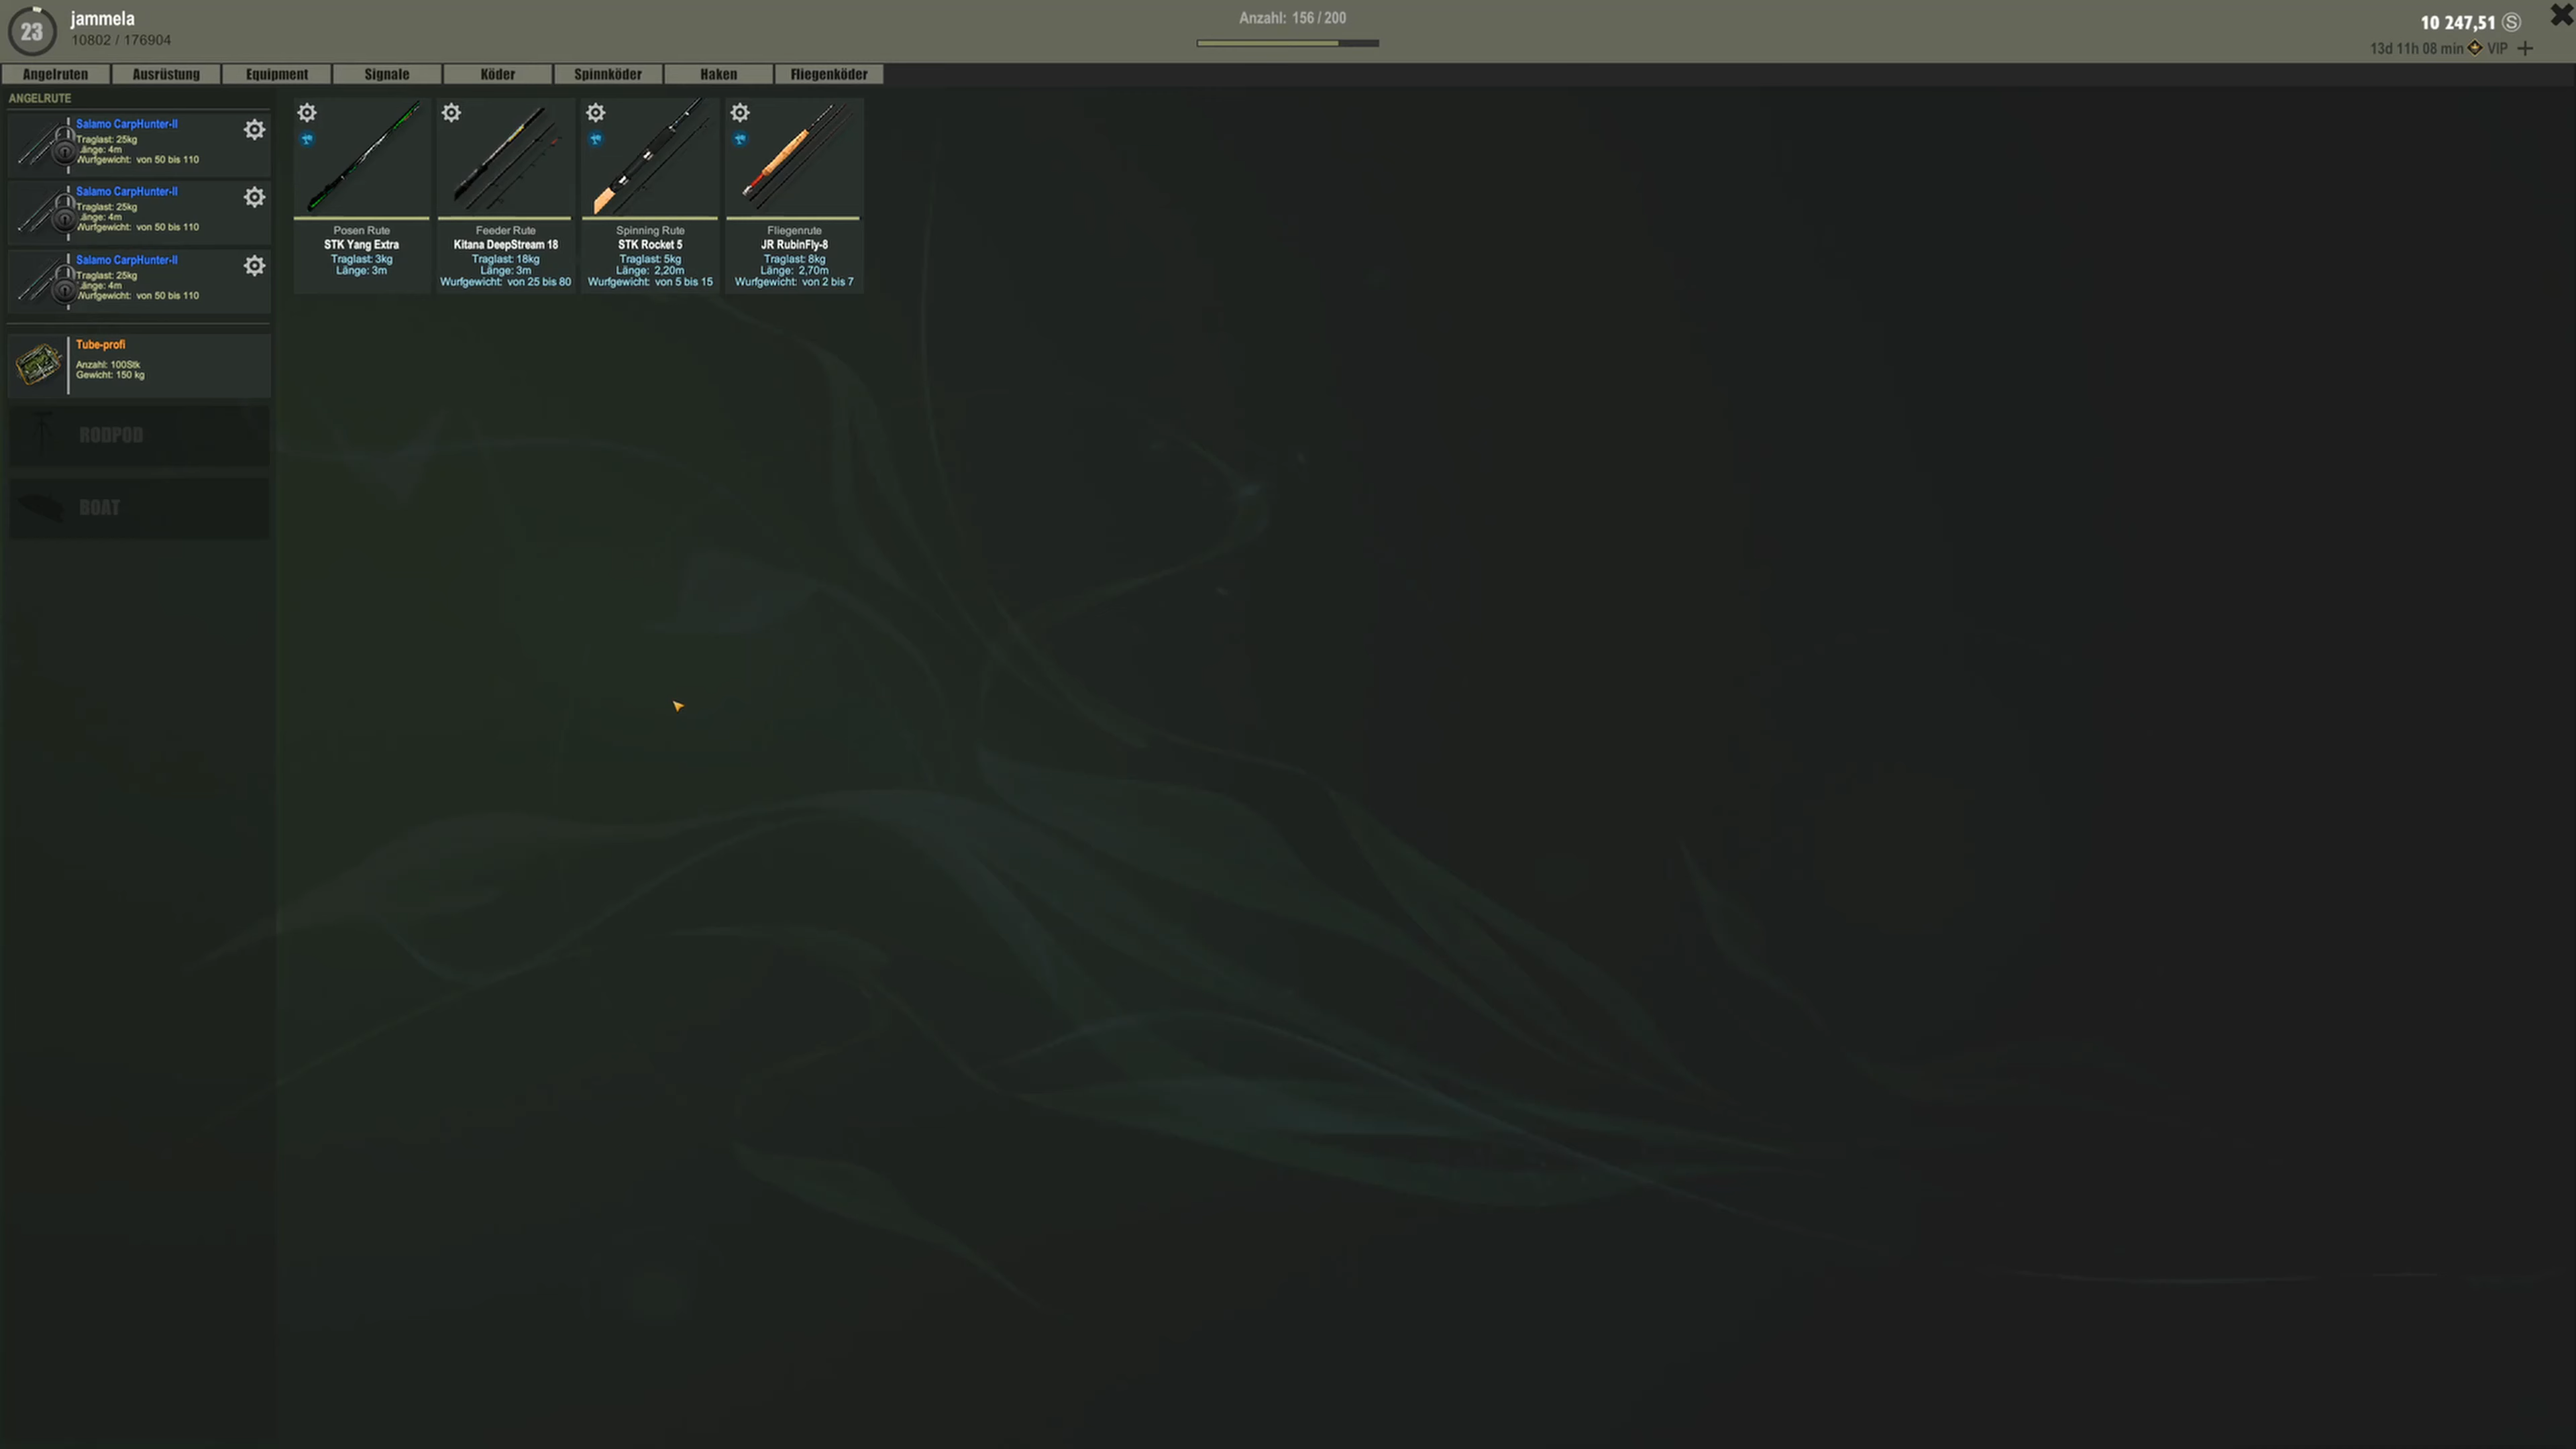 23
jammela
10802 / 176904
Anzahl: 156 / 200
10 247,51 S
13d 11h 08 min VIP
Angelruten Ausrüstung Equipment Signale Köder Spinnköder Haken Fliegenköder
ANGELRUTE
Salamo CarpHunter-II
Traglast: 25kg
Länge: 4m
Wurfgewicht: von 50 bis 110
Salamo CarpHunter-II
Traglast: 25kg
Länge: 4m
Wurfgewicht: von 50 bis 110
Salamo CarpHunter-II
Traglast: 25kg
Länge: 4m
Wurfgewicht: von 50 bis 110
Tube-profi
Anzahl: 100Stk
Gewicht: 150 kg
RODPOD
BOAT
Posen Rute
STK Yang Extra
Traglast: 3kg
Länge: 3m
Feeder Rute
Kitana DeepStream 18
Traglast: 18kg
Länge: 3m
Wurfgewicht: von 25 bis 80
Spinning Rute
STK Rocket 5
Traglast: 5kg
Länge: 2,20m
Wurfgewicht: von 5 bis 15
Fliegenrute
JR RubinFly-8
Traglast: 8kg
Länge: 2,70m
Wurfgewicht: von 2 bis 7